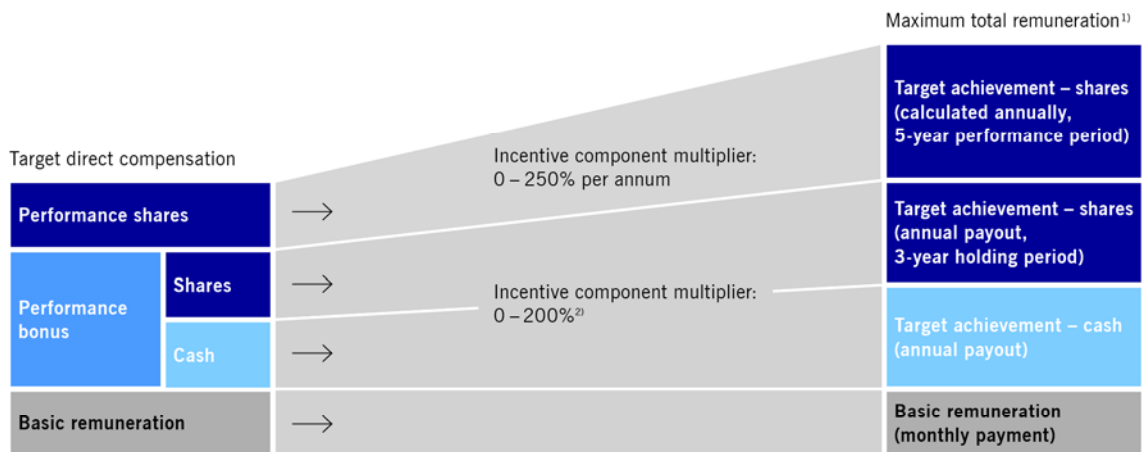 Maximum total remuneration¹⁾
Target achievement – shares
(calculated annually,
5-year performance period)
Target direct compensation
Incentive component multiplier:
0 – 250% per annum
Performance shares
Target achievement – shares
(annual payout,
3-year holding period)
Performance
bonus
Shares
Cash
Incentive component multiplier:
0 – 200%²⁾
Target achievement – cash
(annual payout)
Basic remuneration
Basic remuneration
(monthly payment)